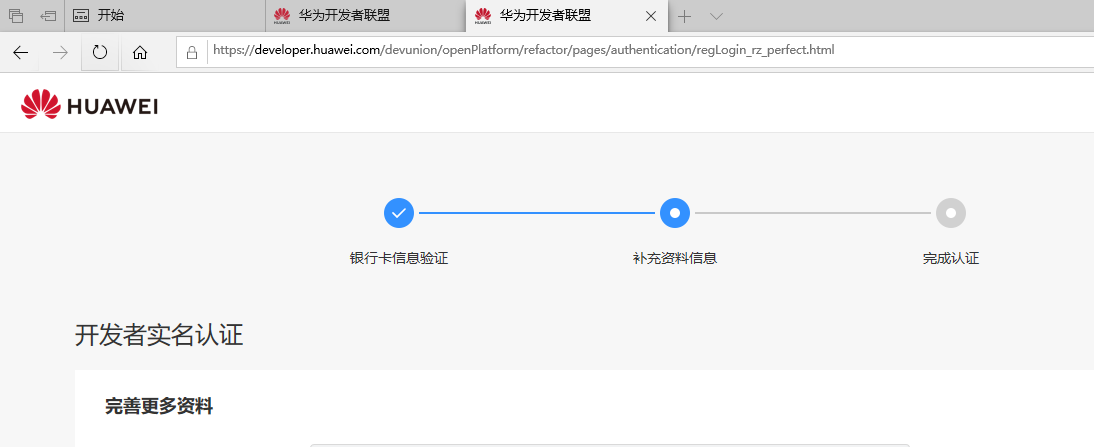 开始
华为开发者联盟
华为开发者联盟
https://developer.huawei.com/devunion/openPlatform/refactor/pages/authentication/regLogin_rz_perfect.html
HUAWEI
银行卡信息验证
补充资料信息
完成认证
开发者实名认证
完善更多资料